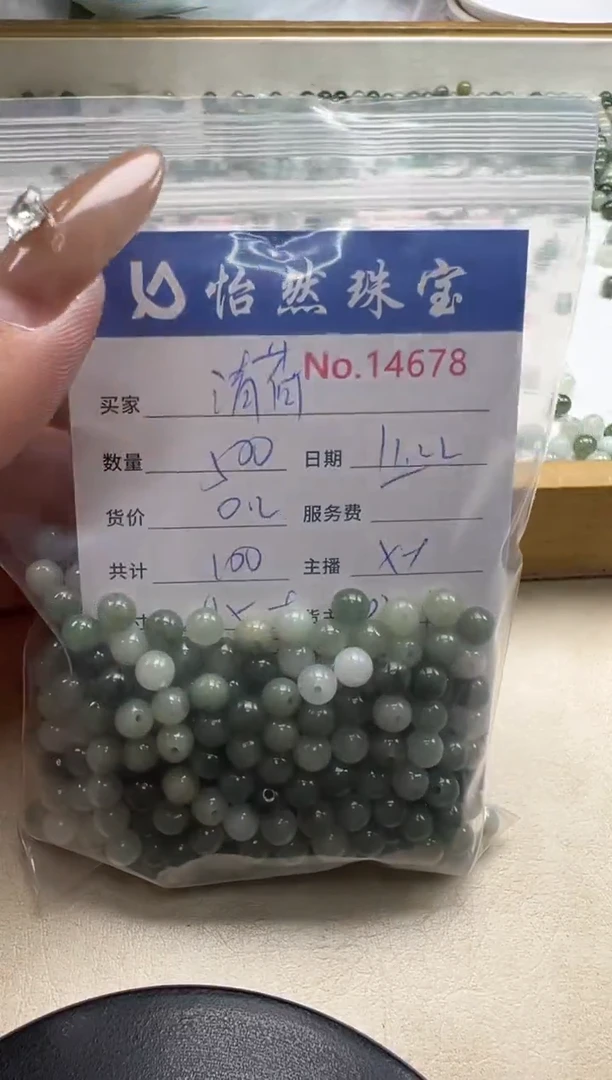 怡然珠宝
No.14678
买家 清荷
数量 500 日期 11.22
货价 0.2 服务费
共计 100 主播